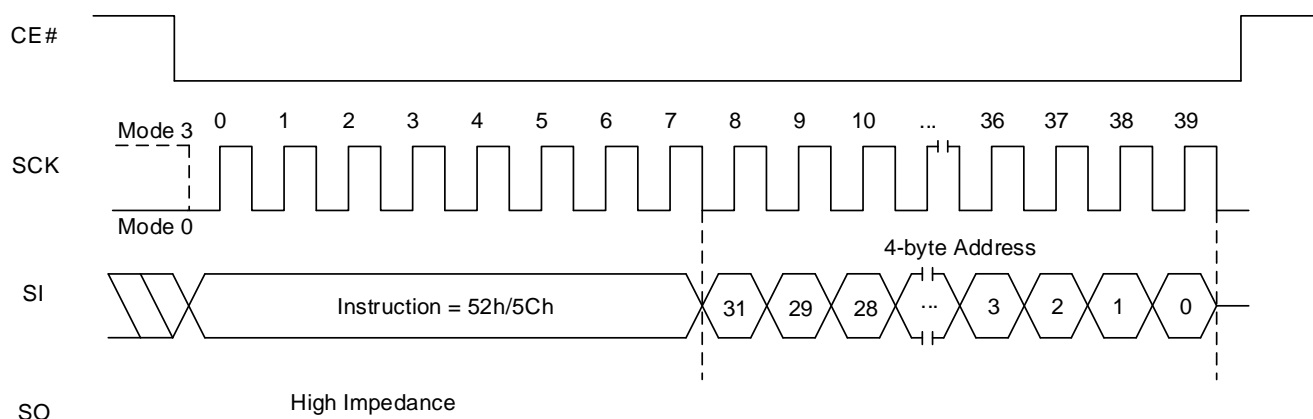 CE#
0 1 2 3 4 5 6 7 8 9 10 ... 36 37 38 39
Mode 3
SCK
Mode 0
4-byte Address
SI
Instruction = 52h/5Ch
31 29 28 ... 3 2 1 0
High Impedance
SO